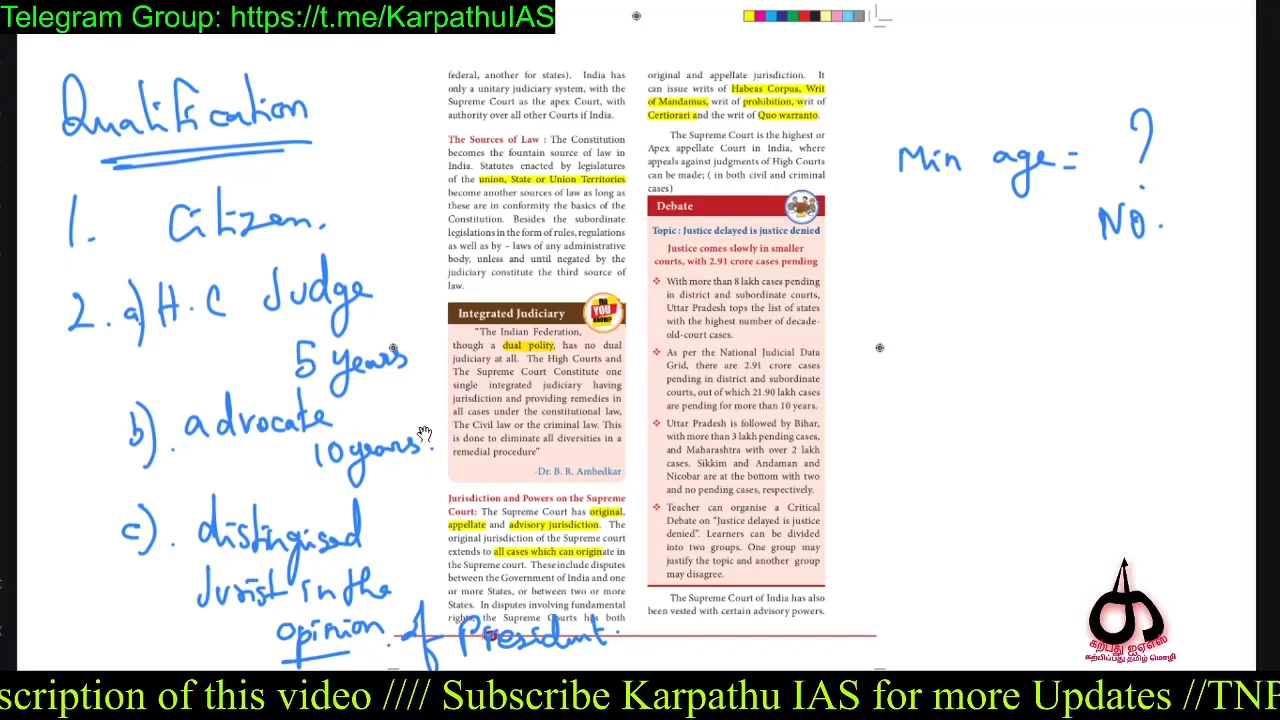 Telegram Group: https://t.me/KarpathuIAS
Qualification
1. Citizen.
2. a) H.C Judge
5 years
b). advocate
10 years.
c). distinguised
Jurist in the
opinion of President.
federal, another for states). India has
only a unitary judiciary system, with the
Supreme Court as the apex Court, with
authority over all other Courts if India.
The Sources of Law : The Constitution
becomes the fountain source of law in
India. Statutes enacted by legislatures
of the union, State or Union Territories
become another sources of law as long as
these are in conformity the basics of the
Constitution. Besides the subordinate
legislations in the form of rules, regulations
as well as by – laws of any administrative
body, unless and until negated by the
judiciary constitute the third source of
law.
Integrated Judiciary
DO YOU KNOW?
"The Indian Federation,
though a dual polity, has no dual
judiciary at all. The High Courts and
The Supreme Court Constitute one
single integrated judiciary having
jurisdiction and providing remedies in
all cases under the constitutional law,
The Civil law or the criminal law. This
is done to eliminate all diversities in a
remedial procedure"
-Dr. B. R. Ambedkar
Jurisdiction and Powers on the Supreme
Court: The Supreme Court has original,
appellate and advisory jurisdiction. The
original jurisdiction of the Supreme court
extends to all cases which can originate in
the Supreme court. These include disputes
between the Government of India and one
or more States, or between two or more
States. In disputes involving fundamental
rights, the Supreme Courts has both
original and appellate jurisdiction. It
can issue writs of Habeas Corpus, Writ
of Mandamus, writ of prohibition, writ of
Certiorari and the writ of Quo warranto.
The Supreme Court is the highest or
Apex appellate Court in India, where
appeals against judgments of High Courts
can be made; ( in both civil and criminal
cases)
Debate
Topic : Justice delayed is justice denied
Justice comes slowly in smaller
courts, with 2.91 crore cases pending
❖ With more than 8 lakh cases pending
in district and subordinate courts,
Uttar Pradesh tops the list of states
with the highest number of decade-
old-court cases.
❖ As per the National Judicial Data
Grid, there are 2.91 crore cases
pending in district and subordinate
courts, out of which 21.90 lakh cases
are pending for more than 10 years.
❖ Uttar Pradesh is followed by Bihar,
with more than 3 lakh pending cases,
and Maharashtra with over 2 lakh
cases. Sikkim and Andaman and
Nicobar are at the bottom with two
and no pending cases, respectively.
❖ Teacher can organise a Critical
Debate on "Justice delayed is justice
denied". Learners can be divided
into two groups. One group may
justify the topic and another group
may disagree.
The Supreme Court of India has also
been vested with certain advisory powers.
Min age = ?
NO.
கற்பது ஐஏஎஸ்
கற்பிப்பது தமிழ் மொழி
scription of this video //// Subscribe Karpathu IAS for more Updates //TNP